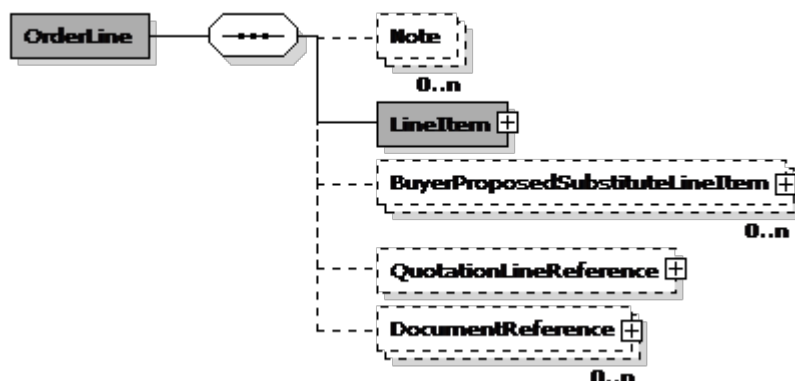 OrderLine
Note
0..n
LineItem
BuyerProposedSubstituteLineItem
0..n
QuotationLineReference
DocumentReference
0..n